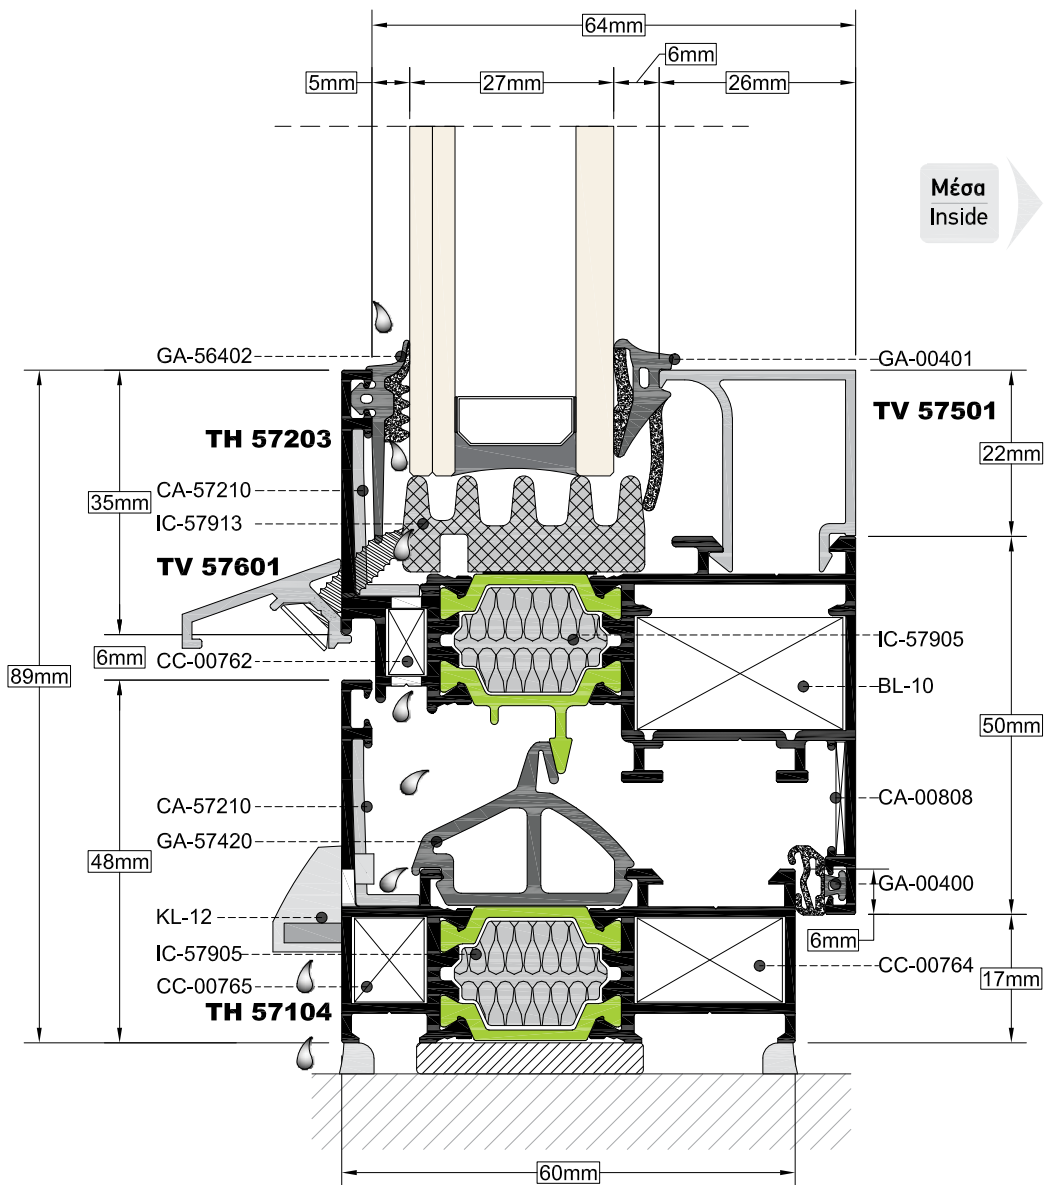 64mm
6mm
5mm
27mm
26mm
Μέσα
Inside
GA-56402
GA-00401
TV 57501
TH 57203
22mm
CA-57210
35mm
IC-57913
TV 57601
IC-57905
6mm
CC-00762
89mm
BL-10
50mm
CA-57210
CA-00808
GA-57420
48mm
GA-00400
KL-12
6mm
IC-57905
CC-00764
17mm
CC-00765
TH 57104
60mm